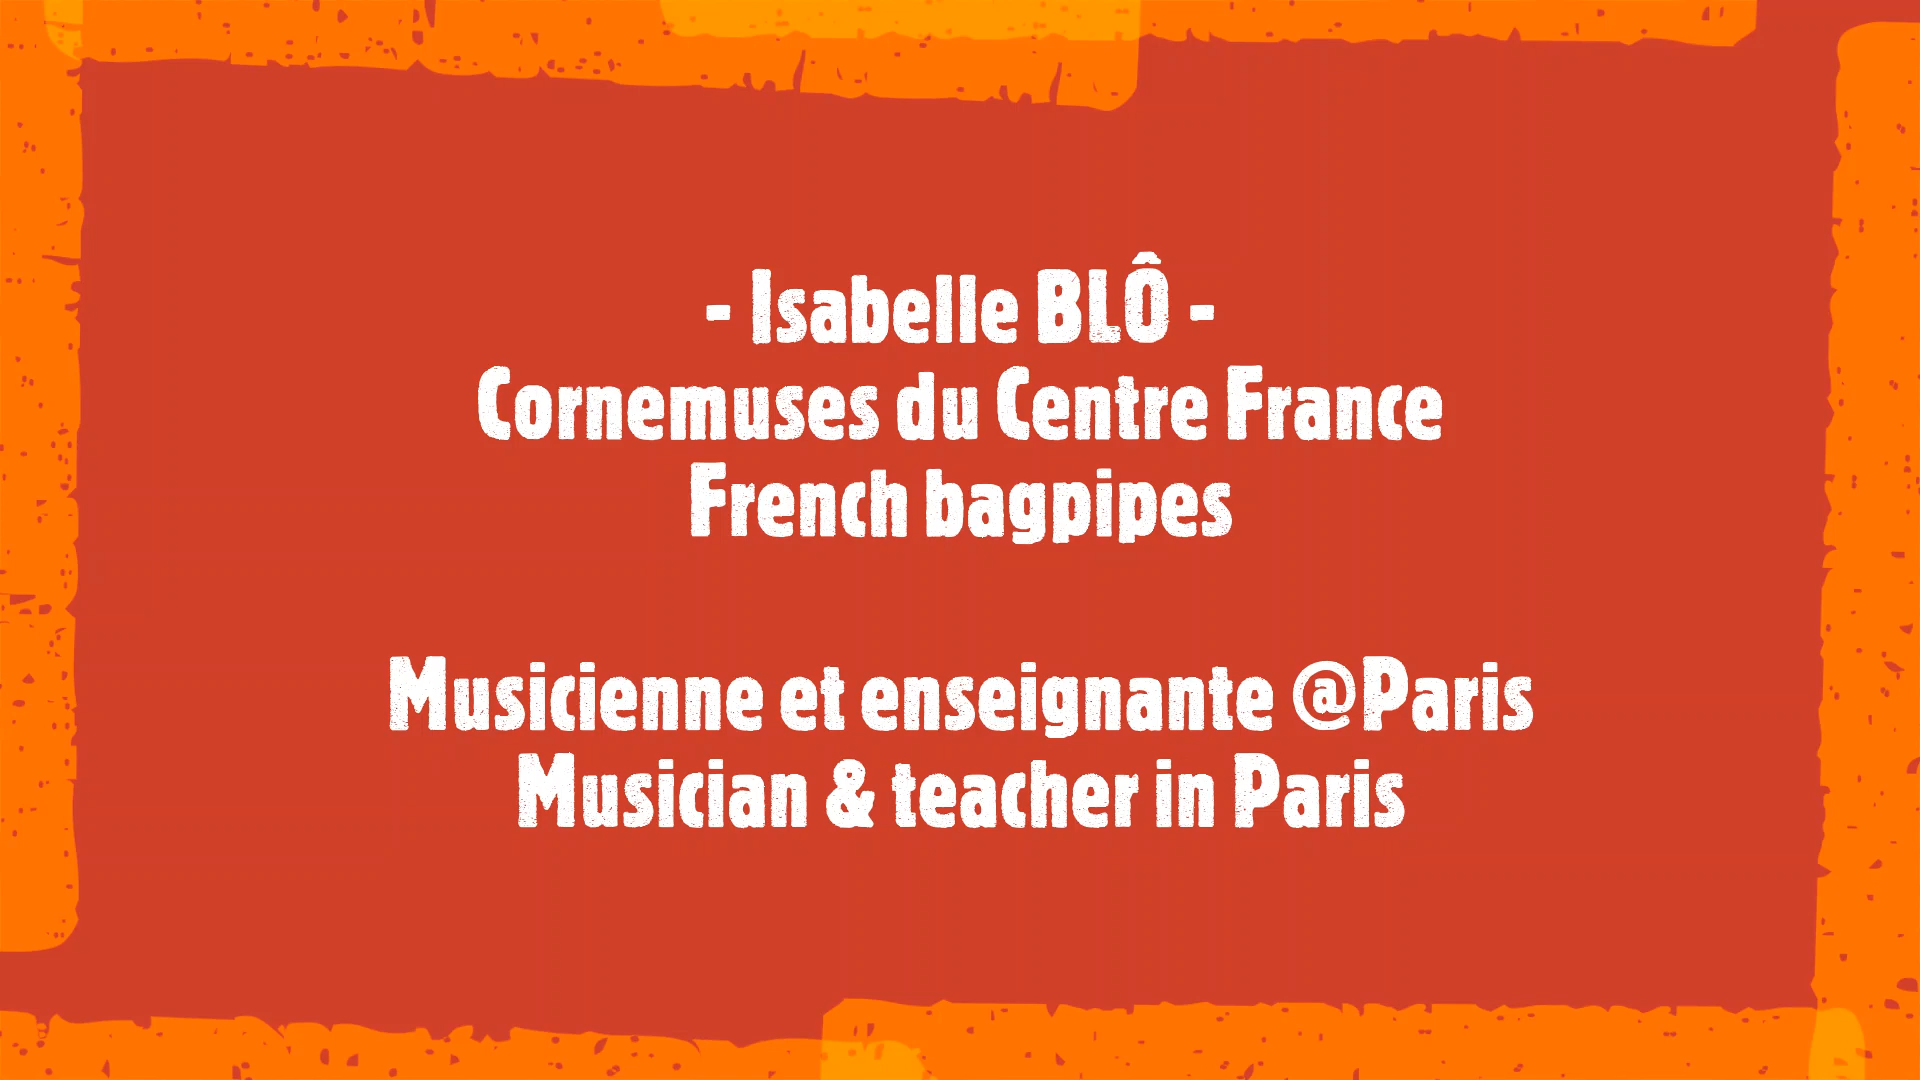 - Isabelle BLÔ -
Cornemuses du Centre France
French bagpipes
Musicienne et enseignante @Paris
Musician & teacher in Paris